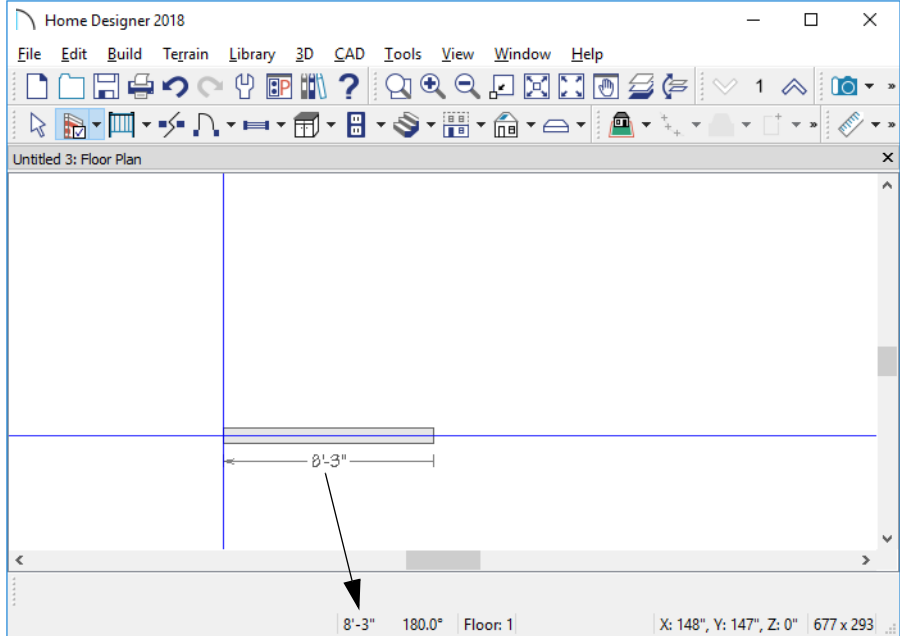 Home Designer 2018
File Edit Build Terrain Library 3D CAD Tools View Window Help
P ? 1
Untitled 3: Floor Plan
8'-3"
8'-3" 180.0° Floor: 1 X: 148", Y: 147", Z: 0" 677 x 293